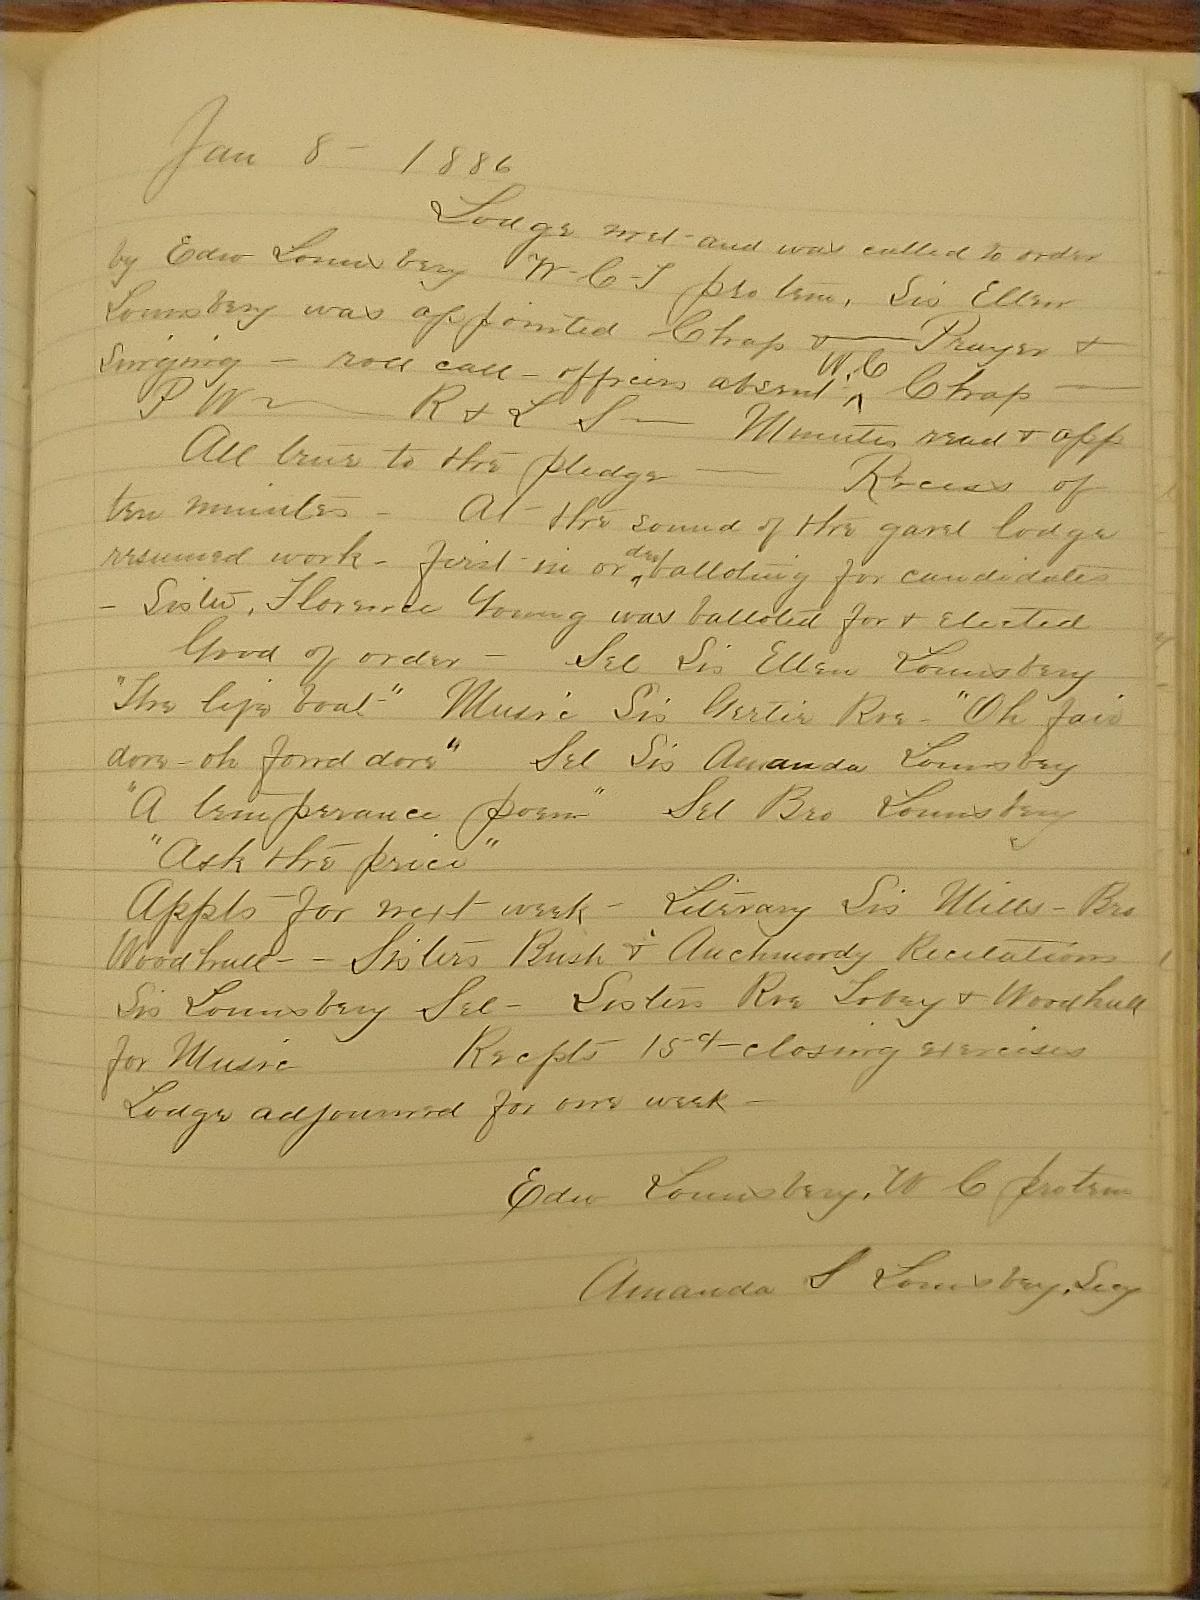 Jan 8 - 1886
Lodge met and was called to order
by Edw Lounsbery W-C-T pro tem. Sis Ellen
Lounsbery was appointed Chap & — Prayer &
Singing - roll call - officers absent W.C Chap —
P W — R & L S — Minutes read & app
All true to the pledge — Recess of
ten minutes - At the sound of the gavel lodge
resumed work - first in order balloting for candidates
- Sister, Florence Young was balloted for & elected
Good of order - Sel Sis Ellen Lounsbery
"The life boat" Music Sis Gertie Roe - "Oh fair
dove - oh fond dove" Sel Sis Amanda Lounsbery
"A temperance poem" Sel Bro Lounsbery
"Ask the price"
Appts for next week - Literary Sis Mills - Bro
Woodhull - - Sisters Bush & Auchmoody Recitations
Sis Lounsbery Sel - Sisters Roe Tobey & Woodhull
for Music Recpts 15 ct - closing exercises
Lodge adjourned for one week -
Edw Lounsbery, W C protem
Amanda S Lounsbery, Secy